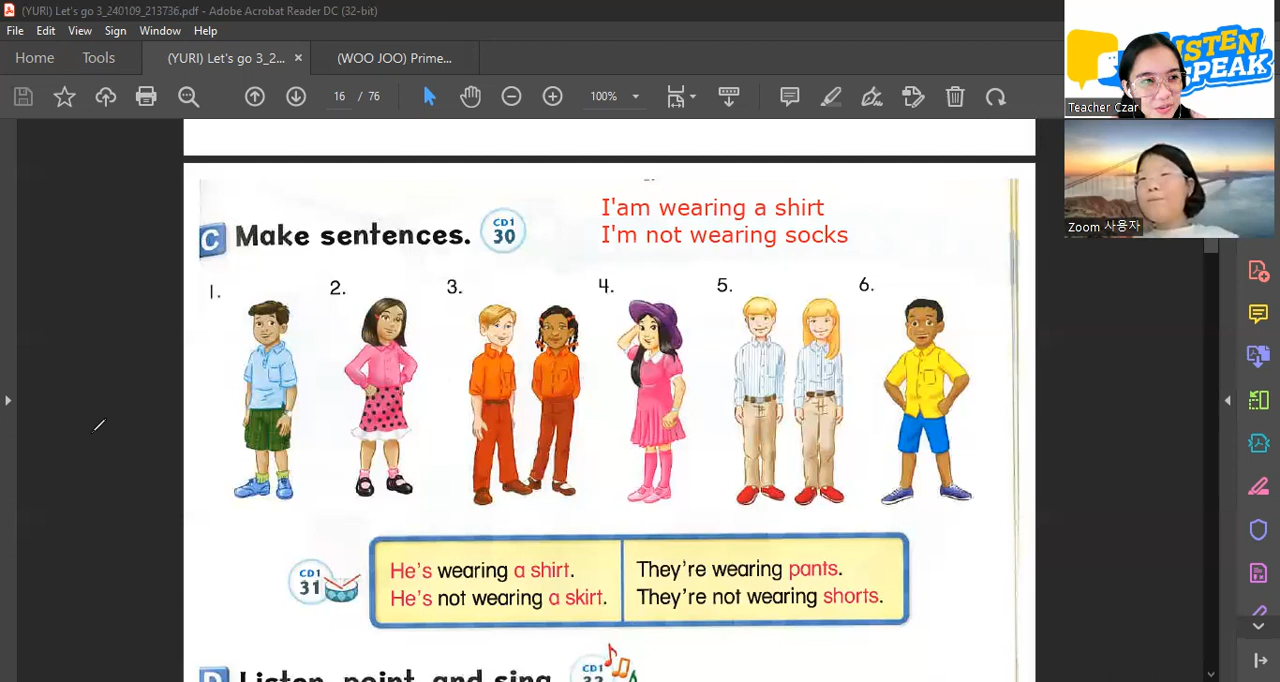 (YURI) Let's go 3_240109_213736.pdf - Adobe Acrobat Reader DC (32-bit)
File Edit View Sign Window Help
Home Tools (YURI) Let's go 3_2... × (WOO JOO) Prime...
16 / 76 100%
LISTEN
SPEAK
Teacher Czar
Zoom 사용자
I'am wearing a shirt
I'm not wearing socks
C Make sentences. CD1 30
1. 2. 3. 4. 5. 6.
CD1
31
He's wearing a shirt.
He's not wearing a skirt.
They're wearing pants.
They're not wearing shorts.
D Listen, point, and sing. CD1 32